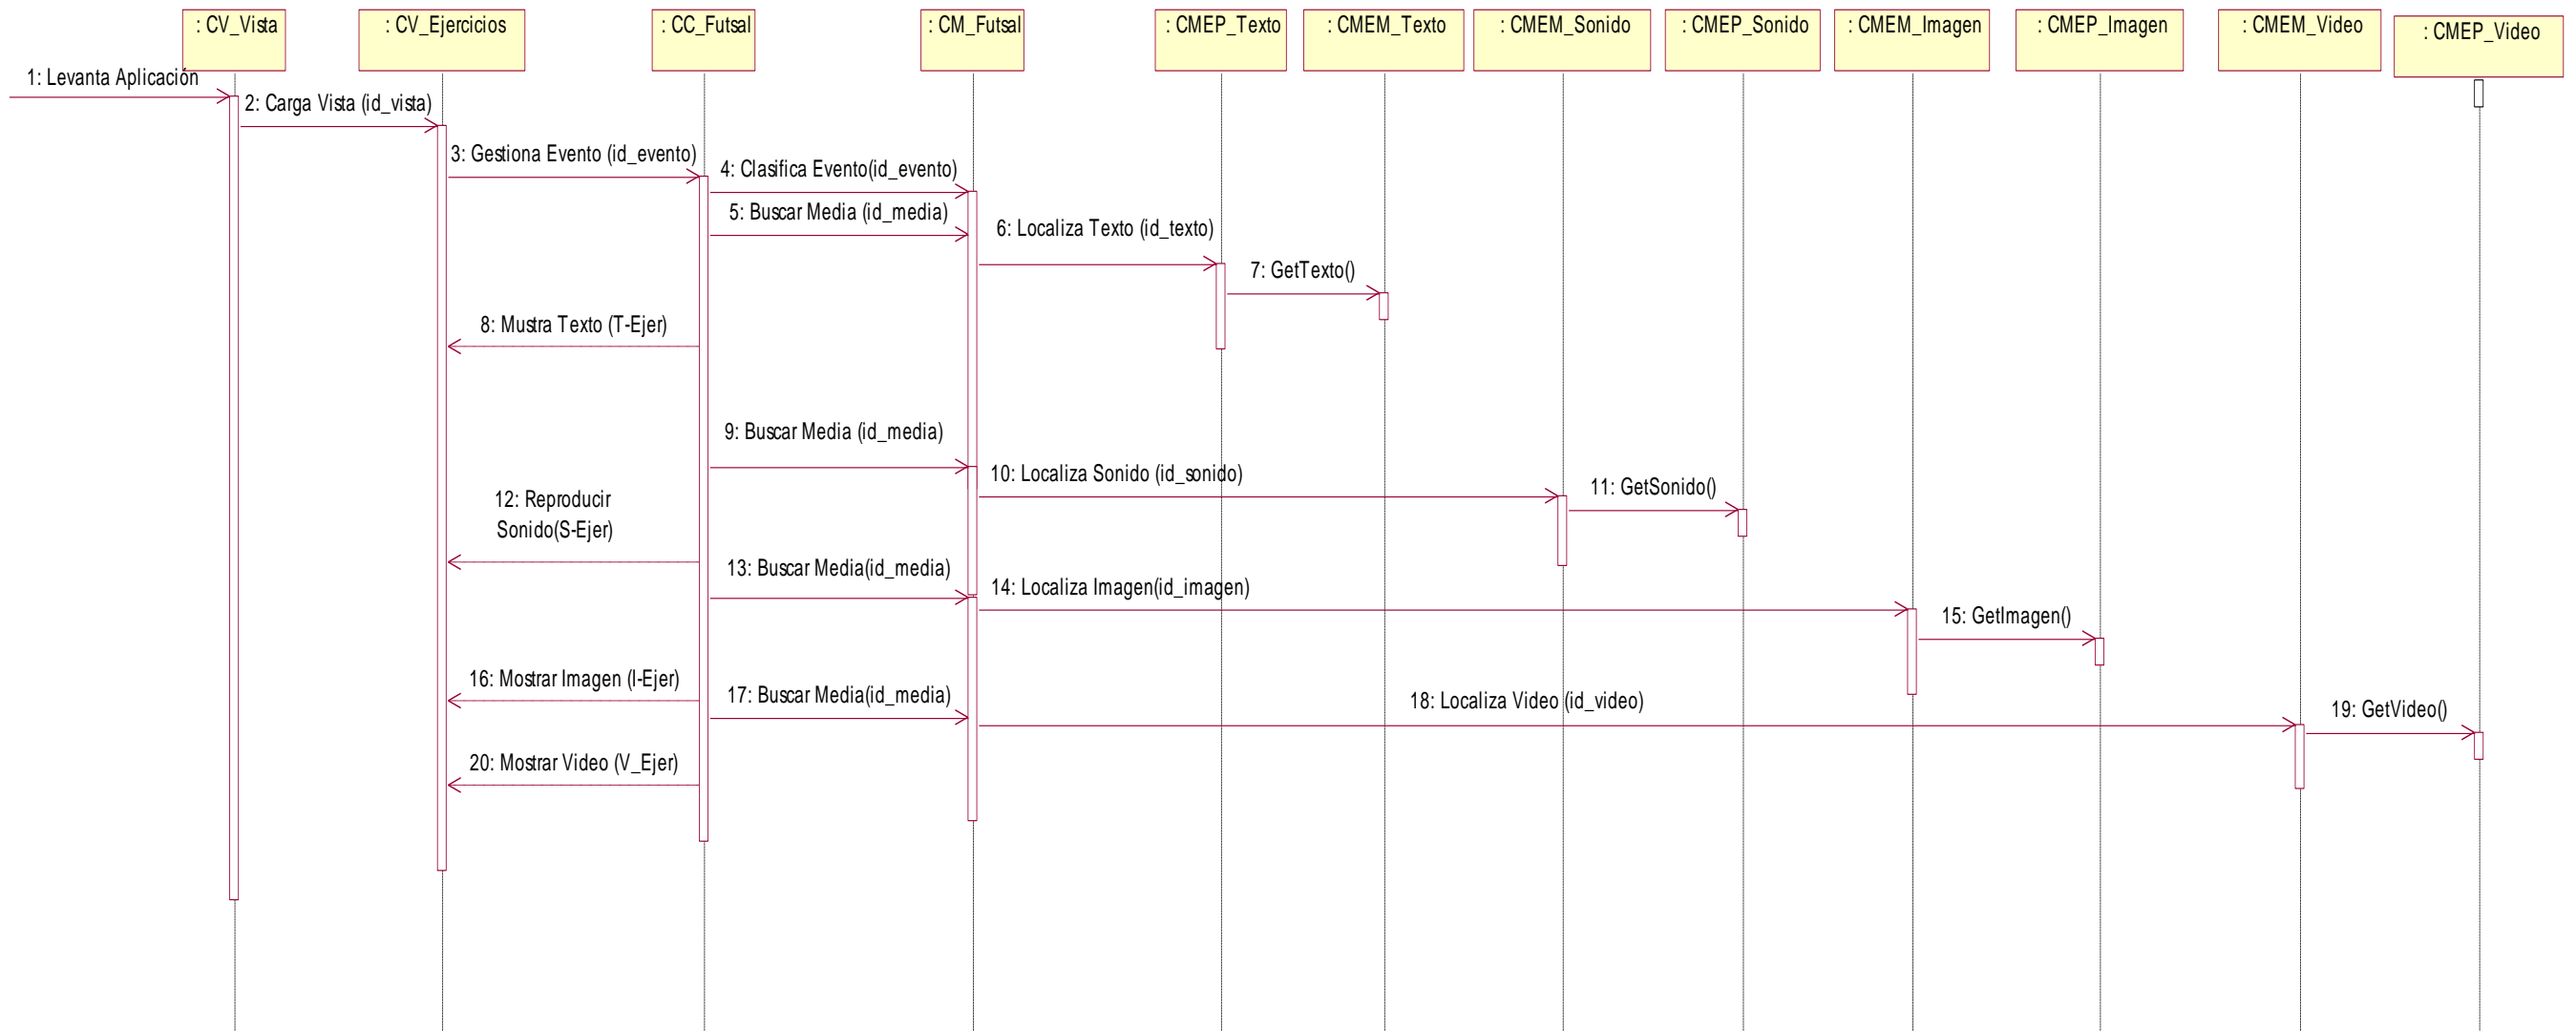 : CV_Vista
: CV_Ejercicios
: CC_Futsal
: CM_Futsal
: CMEP_Texto
: CMEM_Texto
: CMEM_Sonido
: CMEP_Sonido
: CMEM_Imagen
: CMEP_Imagen
: CMEM_Video
: CMEP_Video
1: Levanta Aplicación
2: Carga Vista (id_vista)
3: Gestiona Evento (id_evento)
4: Clasifica Evento(id_evento)
5: Buscar Media (id_media)
6: Localiza Texto (id_texto)
7: GetTexto()
8: Mustra Texto (T-Ejer)
9: Buscar Media (id_media)
10: Localiza Sonido (id_sonido)
11: GetSonido()
12: Reproducir
Sonido(S-Ejer)
13: Buscar Media(id_media)
14: Localiza Imagen(id_imagen)
15: GetImagen()
16: Mostrar Imagen (I-Ejer)
17: Buscar Media(id_media)
18: Localiza Video (id_video)
19: GetVideo()
20: Mostrar Video (V_Ejer)